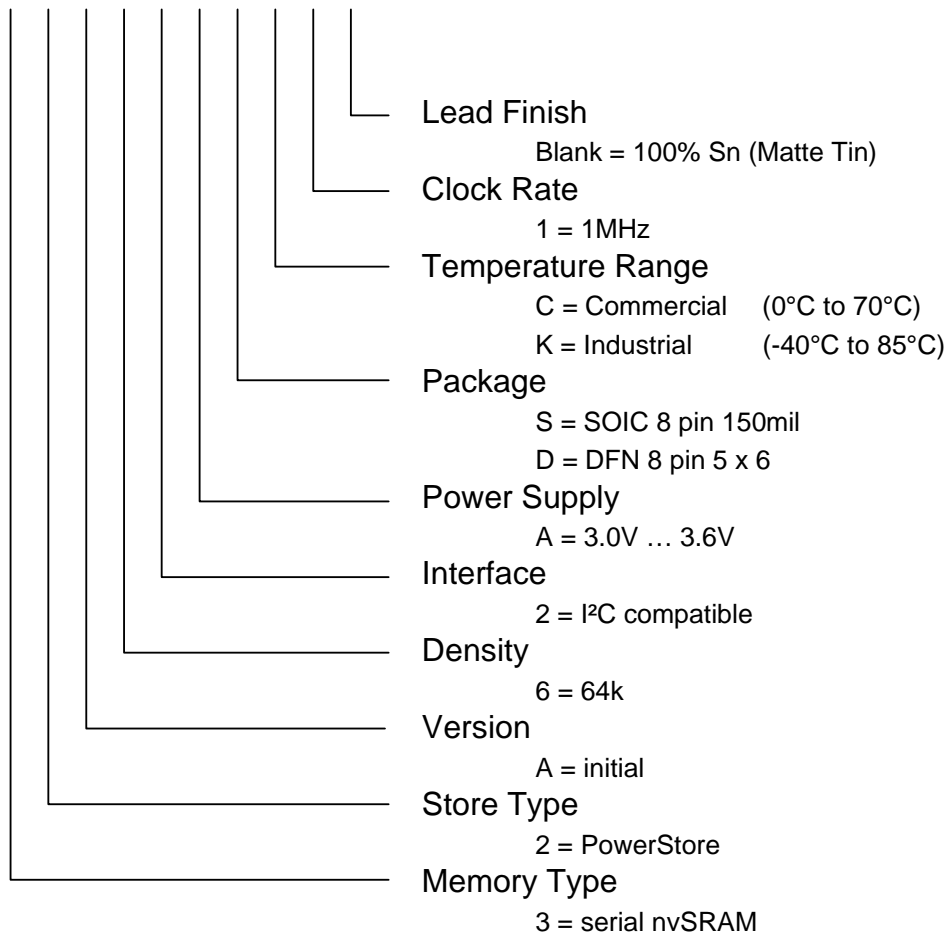 Lead Finish
Blank = 100% Sn (Matte Tin)
Clock Rate
1 = 1MHz
Temperature Range
C = Commercial (0°C to 70°C)
K = Industrial (-40°C to 85°C)
Package
S = SOIC 8 pin 150mil
D = DFN 8 pin 5 x 6
Power Supply
A = 3.0V … 3.6V
Interface
2 = I²C compatible
Density
6 = 64k
Version
A = initial
Store Type
2 = PowerStore
Memory Type
3 = serial nvSRAM